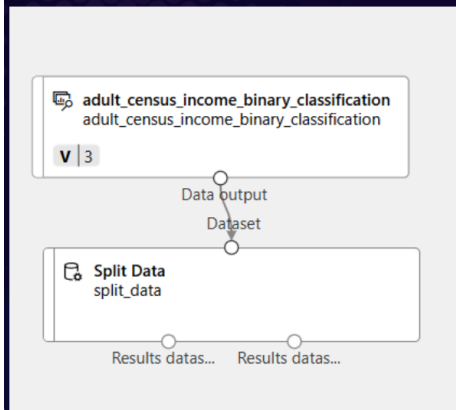 adult_census_income_binary_classification
adult_census_income_binary_classification
V 3
Data output
Dataset
Split Data
split_data
Results datas... Results datas...